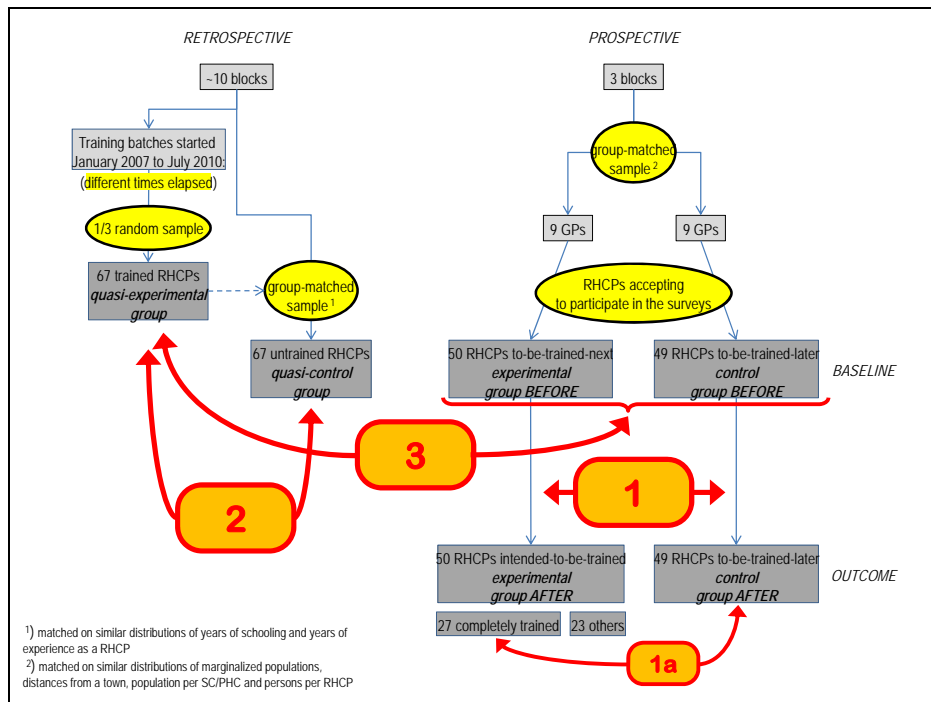 RETROSPECTIVE
~10 blocks
Training batches started
January 2007 to July 2010:
(different times elapsed)
1/3 random sample
67 trained RHCPs
quasi-experimental
group
group-matched
sample 1
67 untrained RHCPs
quasi-control
group
PROSPECTIVE
3 blocks
group-matched
sample 2
9 GPs
9 GPs
RHCPs accepting
to participate in the surveys
50 RHCPs to-be-trained-next
experimental
group BEFORE
49 RHCPs to-be-trained-later
control
group BEFORE
BASELINE
3
2
1
50 RHCPs intended-to-be-trained
experimental
group AFTER
49 RHCPs to-be-trained-later
control
group AFTER
OUTCOME
27 completely trained
23 others
1a
1) matched on similar distributions of years of schooling and years of
experience as a RHCP
2) matched on similar distributions of marginalized populations,
distances from a town, population per SC/PHC and persons per RHCP